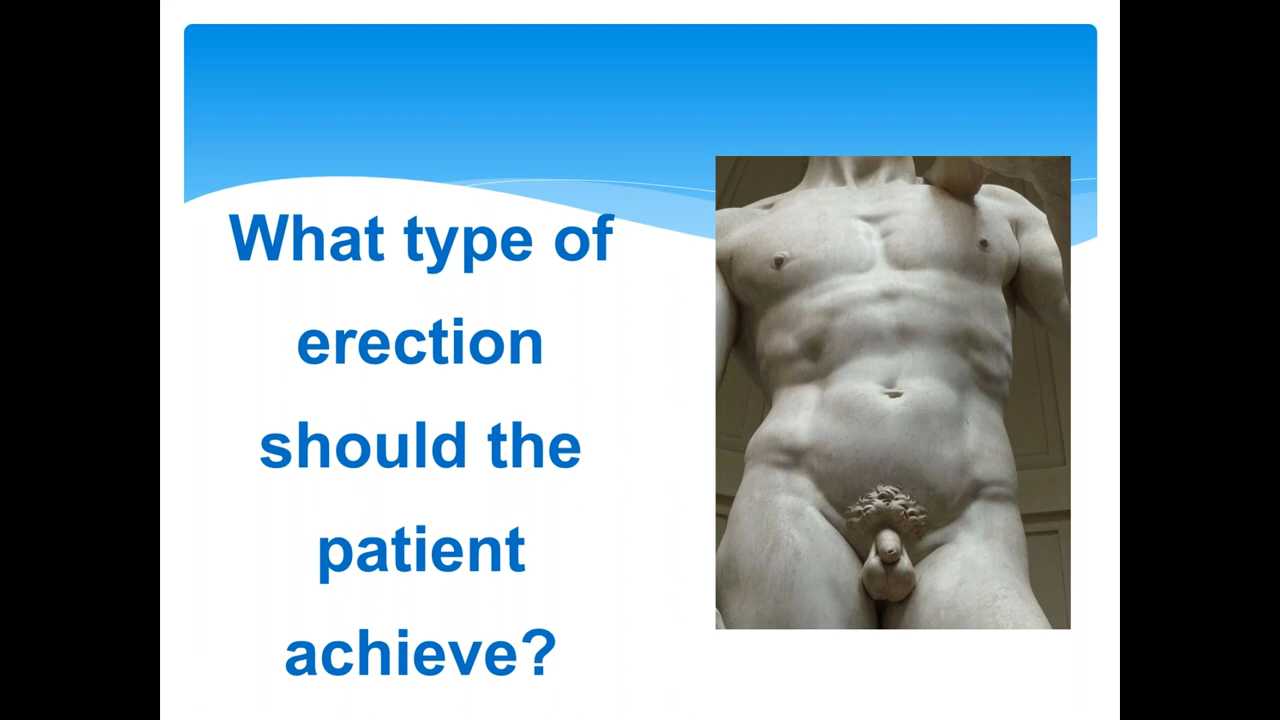 What type of
erection
should the
patient
achieve?